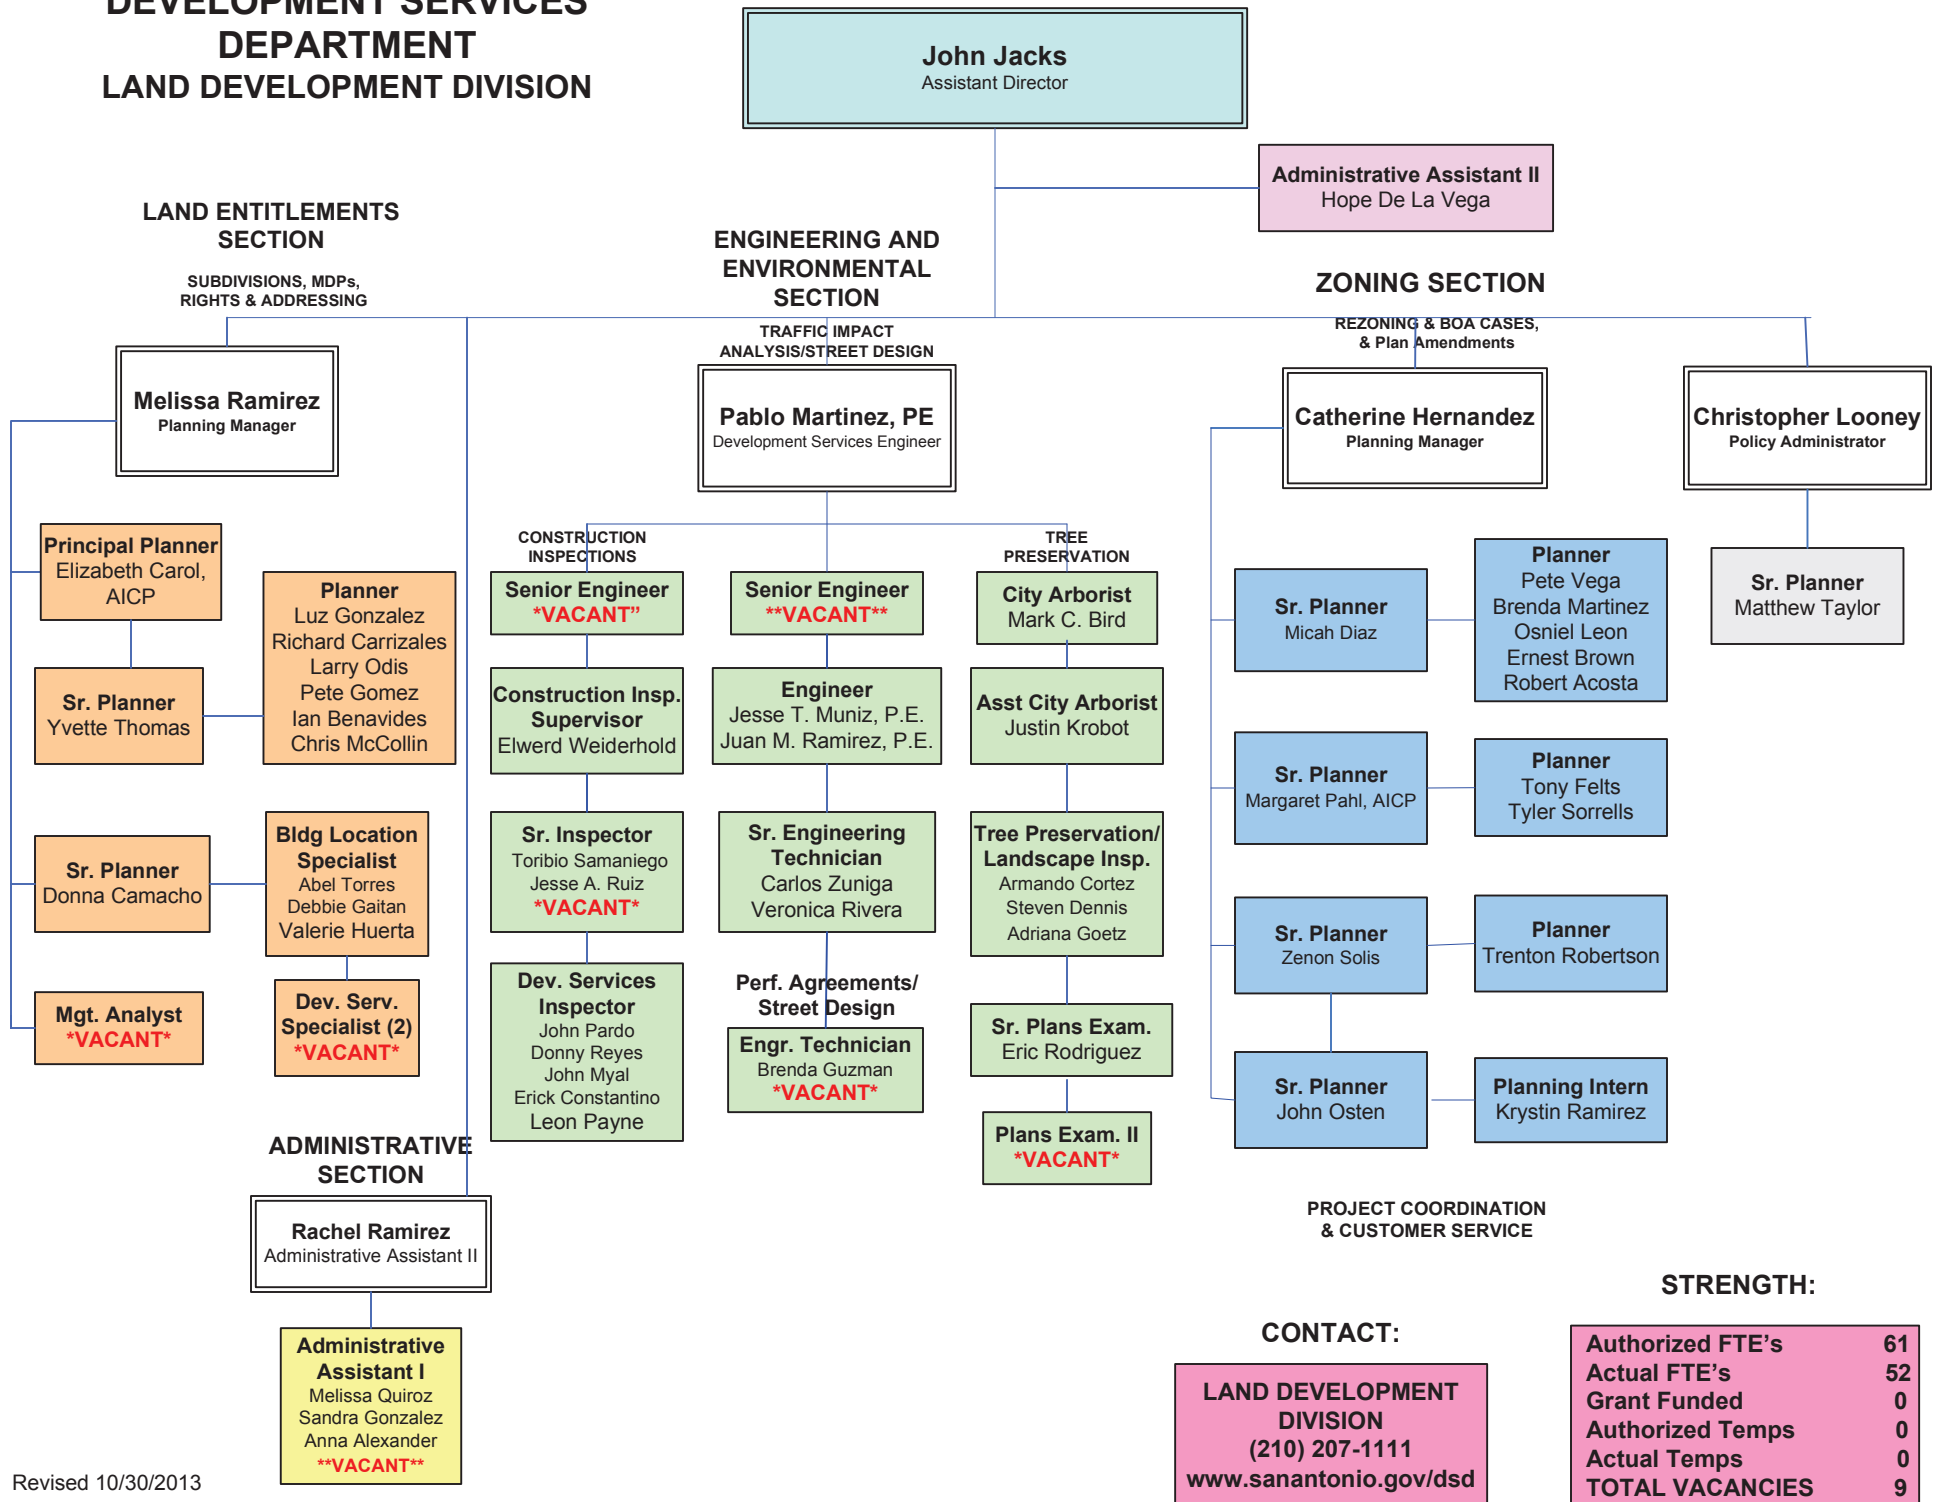 DEVELOPMENT SERVICES
DEPARTMENT
LAND DEVELOPMENT DIVISION
John Jacks
Assistant Director
Administrative Assistant II
Hope De La Vega
LAND ENTITLEMENTS
SECTION
SUBDIVISIONS, MDPs,
RIGHTS & ADDRESSING
Melissa Ramirez
Planning Manager
Principal Planner
Elizabeth Carol,
AICP
Sr. Planner
Yvette Thomas
Planner
Luz Gonzalez
Richard Carrizales
Larry Odis
Pete Gomez
Ian Benavides
Chris McCollin
Sr. Planner
Donna Camacho
Bldg Location
Specialist
Abel Torres
Debbie Gaitan
Valerie Huerta
Mgt. Analyst
*VACANT*
Dev. Serv.
Specialist (2)
*VACANT*
ADMINISTRATIVE
SECTION
Rachel Ramirez
Administrative Assistant II
Administrative
Assistant I
Melissa Quiroz
Sandra Gonzalez
Anna Alexander
**VACANT**
ENGINEERING AND
ENVIRONMENTAL
SECTION
TRAFFIC IMPACT
ANALYSIS/STREET DESIGN
Pablo Martinez, PE
Development Services Engineer
CONSTRUCTION
INSPECTIONS
Senior Engineer
*VACANT”
Construction Insp.
Supervisor
Elwerd Weiderhold
Sr. Inspector
Toribio Samaniego
Jesse A. Ruiz
*VACANT*
Dev. Services
Inspector
John Pardo
Donny Reyes
John Myal
Erick Constantino
Leon Payne
Senior Engineer
**VACANT**
Engineer
Jesse T. Muniz, P.E.
Juan M. Ramirez, P.E.
Sr. Engineering
Technician
Carlos Zuniga
Veronica Rivera
Perf. Agreements/
Street Design
Engr. Technician
Brenda Guzman
*VACANT*
TREE
PRESERVATION
City Arborist
Mark C. Bird
Asst City Arborist
Justin Krobot
Tree Preservation/
Landscape Insp.
Armando Cortez
Steven Dennis
Adriana Goetz
Sr. Plans Exam.
Eric Rodriguez
Plans Exam. II
*VACANT*
ZONING SECTION
REZONING & BOA CASES,
& Plan Amendments
Catherine Hernandez
Planning Manager
Sr. Planner
Micah Diaz
Planner
Pete Vega
Brenda Martinez
Osniel Leon
Ernest Brown
Robert Acosta
Sr. Planner
Margaret Pahl, AICP
Planner
Tony Felts
Tyler Sorrells
Sr. Planner
Zenon Solis
Planner
Trenton Robertson
Sr. Planner
John Osten
Planning Intern
Krystin Ramirez
PROJECT COORDINATION
& CUSTOMER SERVICE
Christopher Looney
Policy Administrator
Sr. Planner
Matthew Taylor
CONTACT:
LAND DEVELOPMENT
DIVISION
(210) 207-1111
www.sanantonio.gov/dsd
STRENGTH:
Authorized FTE’s 61
Actual FTE’s 52
Grant Funded 0
Authorized Temps 0
Actual Temps 0
TOTAL VACANCIES 9
Revised 10/30/2013